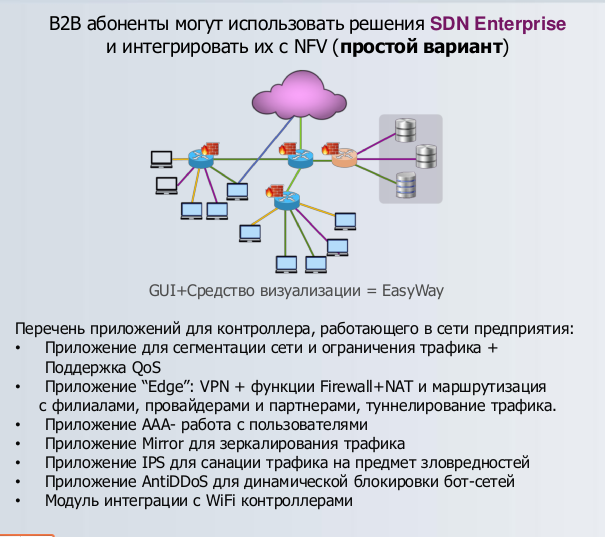 B2B абоненты могут использовать решения SDN Enterprise
и интегрировать их с NFV (простой вариант)
GUI+Средство визуализации = EasyWay
Перечень приложений для контроллера, работающего в сети предприятия:
• Приложение для сегментации сети и ограничения трафика +
Поддержка QoS
• Приложение “Edge”: VPN + функции Firewall+NAT и маршрутизация
с филиалами, провайдерами и партнерами, туннелирование трафика.
• Приложение AAA- работа с пользователями
• Приложение Mirror для зеркалирования трафика
• Приложение IPS для санации трафика на предмет зловредностей
• Приложение AntiDDoS для динамической блокировки бот-сетей
• Модуль интеграции с WiFi контроллерами